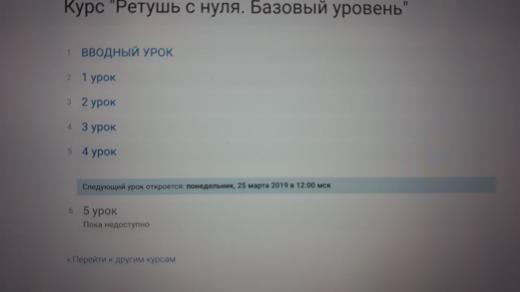 Курс "Ретушь с нуля. Базовый уровень"
1 ВВОДНЫЙ УРОК
2 1 урок
3 2 урок
4 3 урок
5 4 урок
Следующий урок откроется: понедельник, 25 марта 2019 в 12:00 мск
6 5 урок
Пока недоступно
‹ Перейти к другим курсам